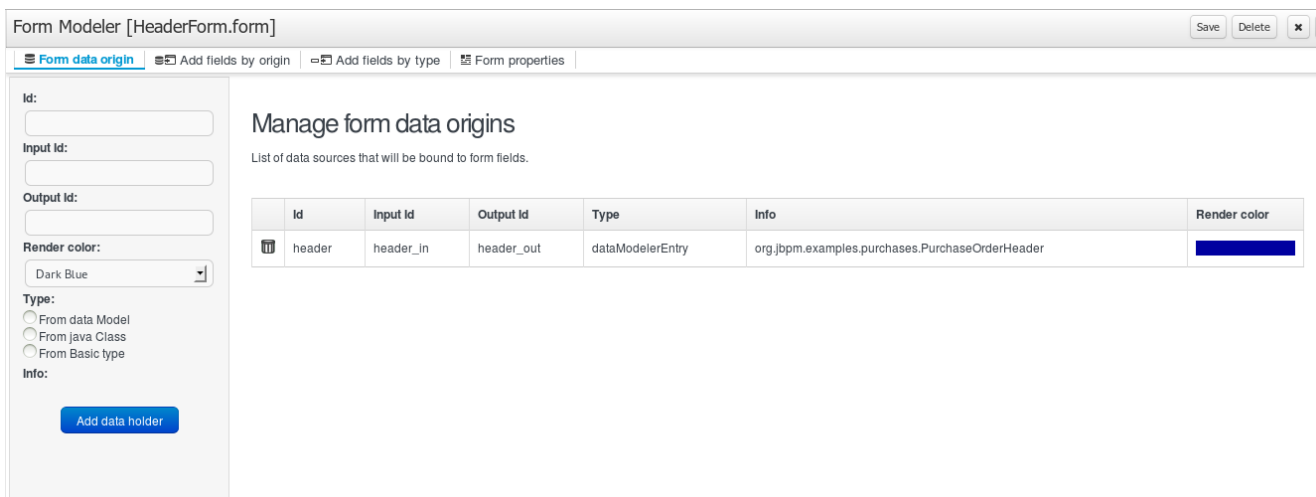 Form Modeler [HeaderForm.form]
Save Delete
Form data origin Add fields by origin Add fields by type Form properties
Id:
Input Id:
Output Id:
Render color:
Dark Blue
Type:
From data Model
From java Class
From Basic type
Info:
Add data holder
Manage form data origins
List of data sources that will be bound to form fields.
Id Input Id Output Id Type Info Render color
header header_in header_out dataModelerEntry org.jbpm.examples.purchases.PurchaseOrderHeader